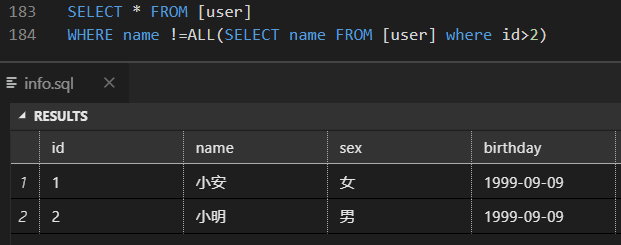 183 SELECT * FROM [user]
184 WHERE name !=ALL(SELECT name FROM [user] where id>2)
info.sql
RESULTS
id name sex birthday
1 1 小安 女 1999-09-09
2 2 小明 男 1999-09-09